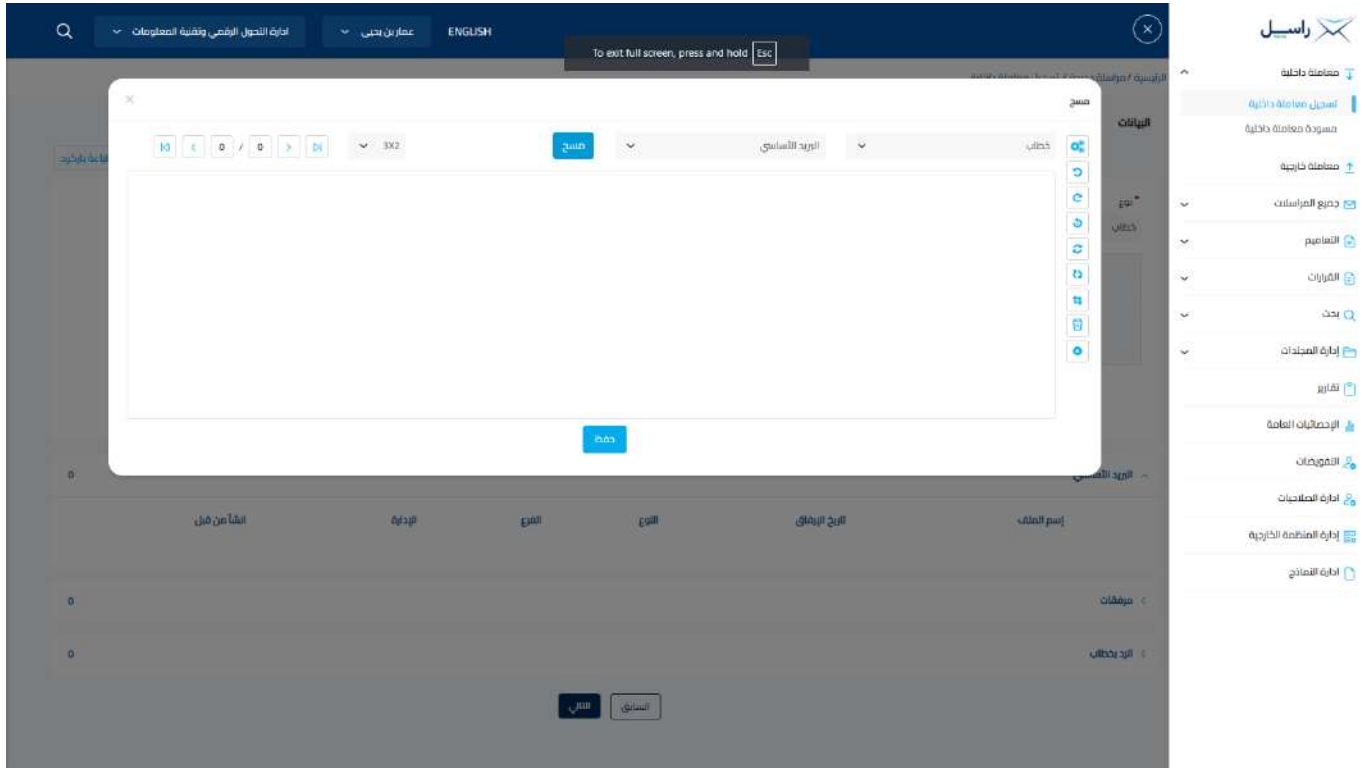 راسيل
ENGLISH
عمار بن يحيى
ادارة التحول الرقمي وتقنية المعلومات
To exit full screen, press and hold Esc
معاملة داخلية
تسجيل معاملة داخلية
مسودة معاملة داخلية
معاملة خارجية
جميع المراسلات
التعاميم
القرارات
بحث
إدارة المجلدات
تقارير
الإحصائيات العامة
التفويضات
ادارة الصلاحيات
إدارة المنظمة الخارجية
ادارة النماذج
البيانات
* نوع
خطاب
مسح
خطاب
البريد الأساسي
مسح
3X2
0 / 0
حفظ
البريد الأساسي
0
إسم الملف
تاريخ الإرفاق
النوع
الفرع
الإدارة
انشأ من قبل
مرفقات
0
الرد بخطاب
0
السابق
التالي